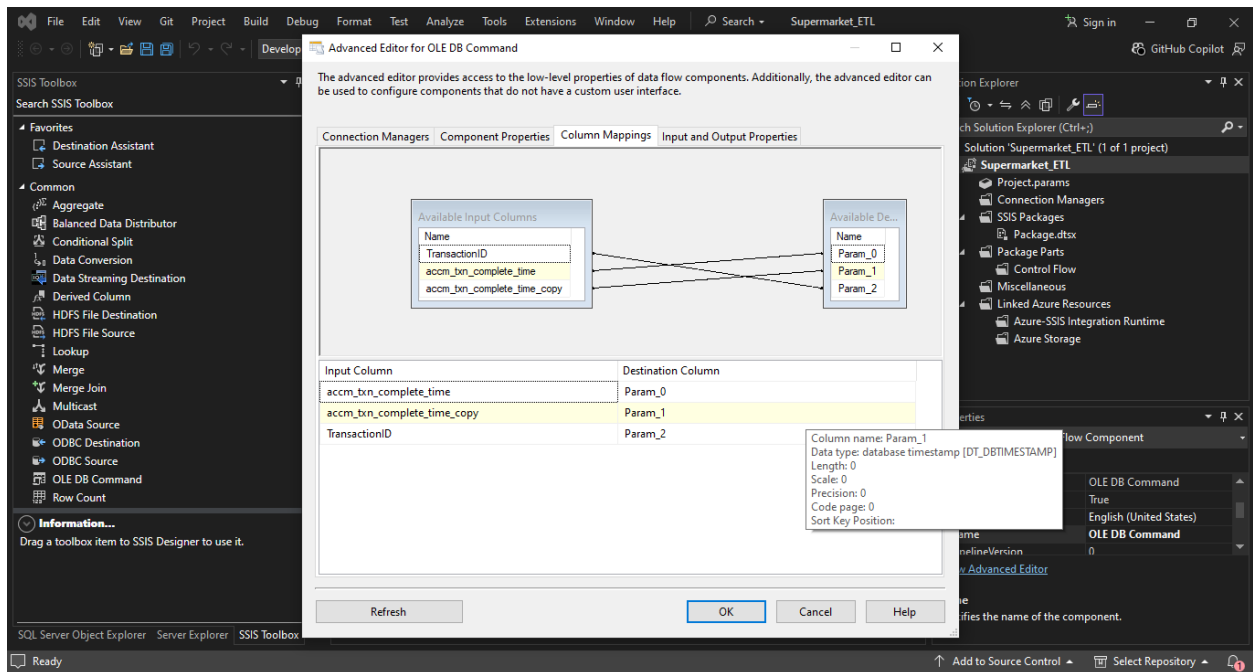 File Edit View Git Project Build Debug Format Test Analyze Tools Extensions Window Help Search Supermarket_ETL Sign in
Develop
GitHub Copilot
Advanced Editor for OLE DB Command
The advanced editor provides access to the low-level properties of data flow components. Additionally, the advanced editor can
be used to configure components that do not have a custom user interface.
Connection Managers Component Properties Column Mappings Input and Output Properties
Available Input Columns
Name
TransactionID
accm_txn_complete_time
accm_txn_complete_time_copy
Available De...
Name
Param_0
Param_1
Param_2
Input Column Destination Column
accm_txn_complete_time Param_0
accm_txn_complete_time_copy Param_1
TransactionID Param_2
Column name: Param_1
Data type: database timestamp [DT_DBTIMESTAMP]
Length: 0
Scale: 0
Precision: 0
Code page: 0
Sort Key Position:
Refresh OK Cancel Help
SSIS Toolbox
Search SSIS Toolbox
Favorites
Destination Assistant
Source Assistant
Common
Aggregate
Balanced Data Distributor
Conditional Split
Data Conversion
Data Streaming Destination
Derived Column
HDFS File Destination
HDFS File Source
Lookup
Merge
Merge Join
Multicast
OData Source
ODBC Destination
ODBC Source
OLE DB Command
Row Count
Information...
Drag a toolbox item to SSIS Designer to use it.
SQL Server Object Explorer Server Explorer SSIS Toolbox
tion Explorer
ch Solution Explorer (Ctrl+;)
Solution 'Supermarket_ETL' (1 of 1 project)
Supermarket_ETL
Project.params
Connection Managers
SSIS Packages
Package.dtsx
Package Parts
Control Flow
Miscellaneous
Linked Azure Resources
Azure-SSIS Integration Runtime
Azure Storage
erties
low Component
OLE DB Command
True
English (United States)
ame OLE DB Command
pelineVersion 0
w Advanced Editor
ifies the name of the component.
Ready
Add to Source Control Select Repository 1